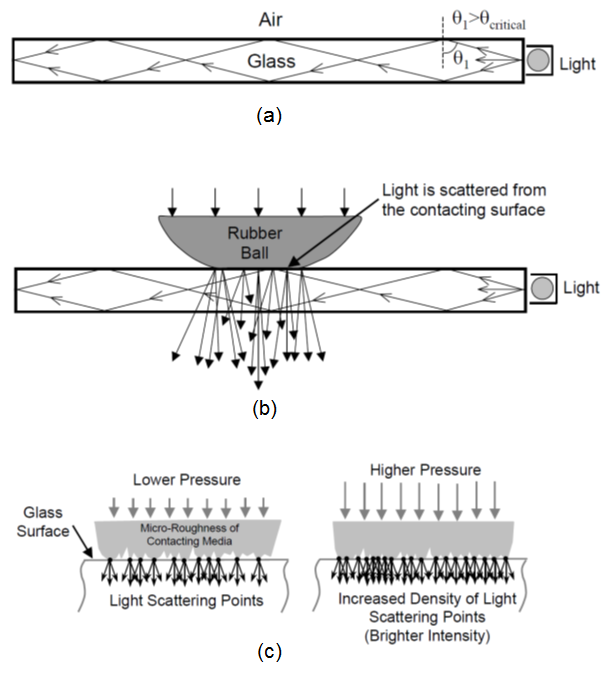 Air
θ1>θcritical
Glass
θ1
Light
(a)
Light is scattered from
the contacting surface
Rubber
Ball
Light
(b)
Lower Pressure
Higher Pressure
Glass
Surface
Micro-Roughness of
Contacting Media
Light Scattering Points
Increased Density of Light
Scattering Points
(Brighter Intensity)
(c)